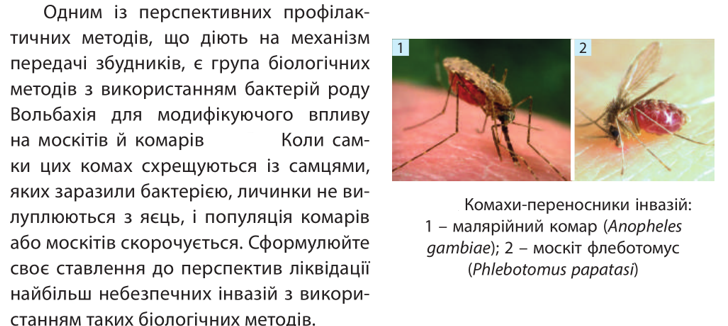 Одним із перспективних профілак-
тичних методів, що діють на механізм
передачі збудників, є група біологічних
методів з використанням бактерій роду
Вольбахія для модифікуючого впливу
на москітів й комарів Коли сам-
ки цих комах схрещуються із самцями,
яких заразили бактерією, личинки не ви-
луплюються з яєць, і популяція комарів
або москітів скорочується. Сформулюйте
своє ставлення до перспектив ліквідації
найбільш небезпечних інвазій з викори-
станням таких біологічних методів.
1
2
Комахи-переносники інвазій:
1 – малярійний комар (Anopheles
gambiae); 2 – москіт флеботомус
(Phlebotomus papatasi)